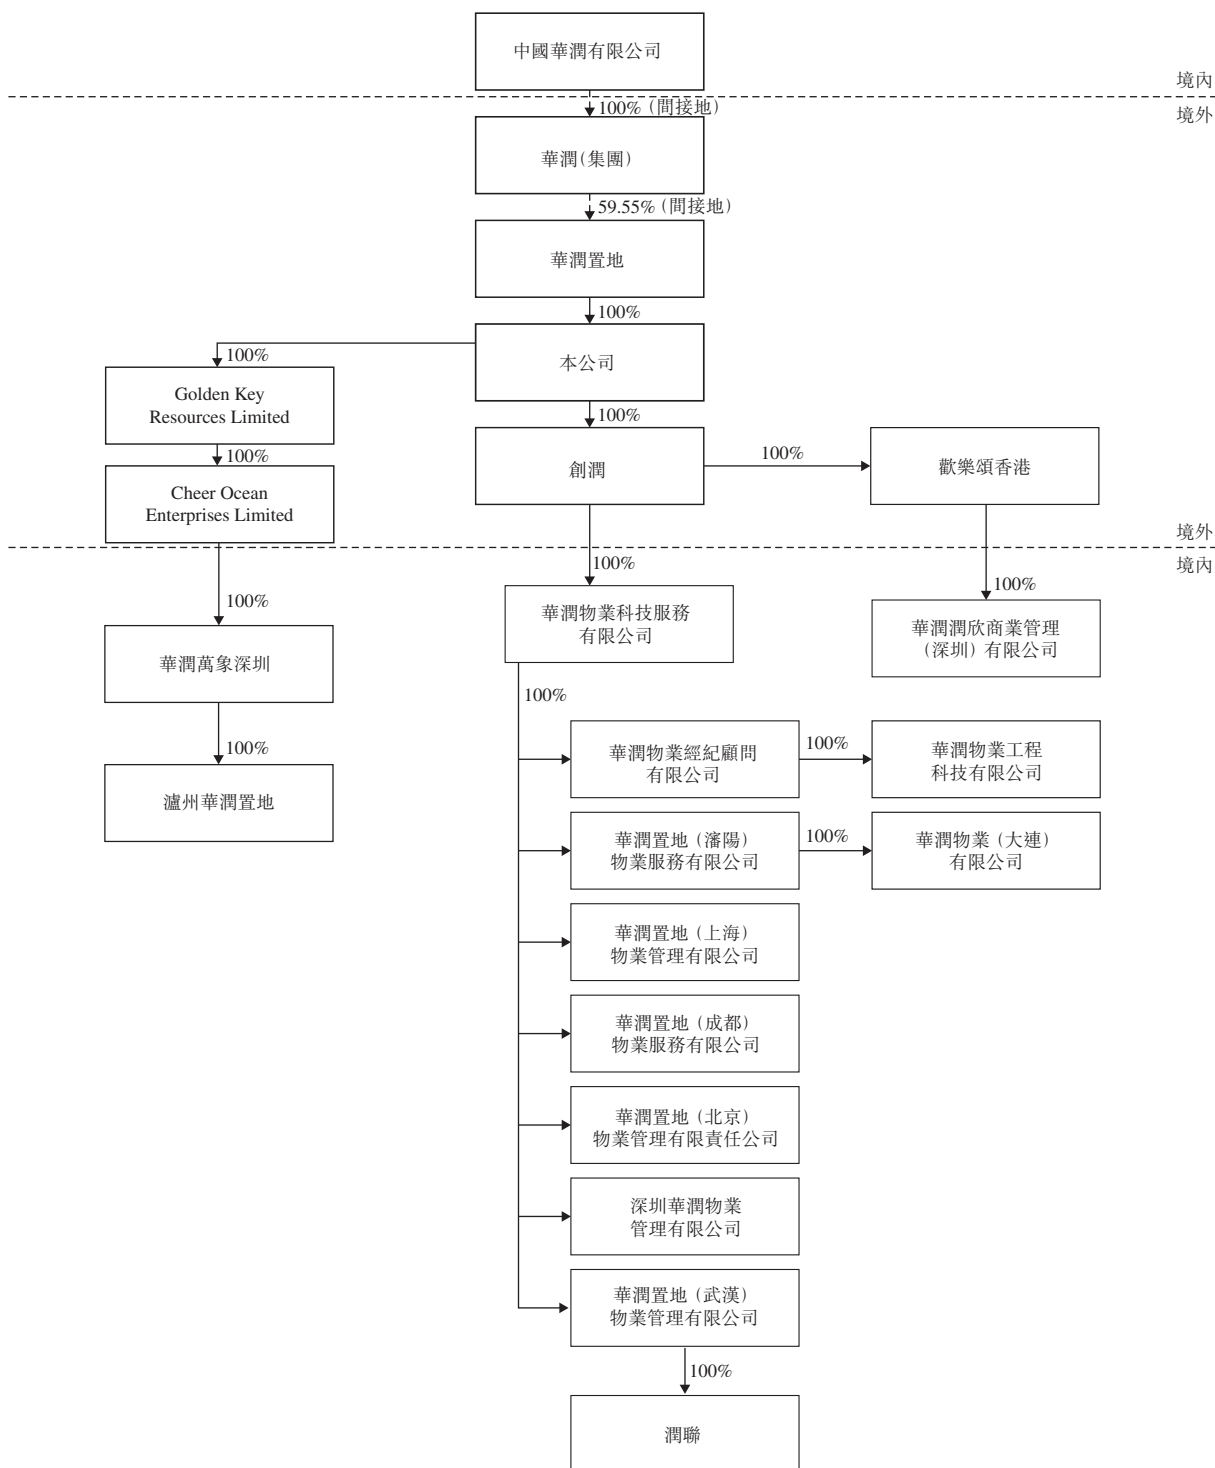 中國華潤有限公司
境內
100% (間接地)
境外
華潤(集團)
59.55% (間接地)
華潤置地
100%
本公司
100%
100%
Golden Key
Resources Limited
100%
創潤
100%
歡樂頌香港
Cheer Ocean
Enterprises Limited
境外
境內
100%
100%
100%
華潤物業科技服務
有限公司
華潤潤欣商業管理
(深圳) 有限公司
華潤萬象深圳
100%
100%
瀘州華潤置地
華潤物業經紀顧問
有限公司
100%
華潤物業工程
科技有限公司
華潤置地 (瀋陽)
物業服務有限公司
100%
華潤物業 (大連)
有限公司
華潤置地 (上海)
物業管理有限公司
華潤置地 (成都)
物業服務有限公司
華潤置地 (北京)
物業管理有限責任公司
深圳華潤物業
管理有限公司
華潤置地 (武漢)
物業管理有限公司
100%
潤聯